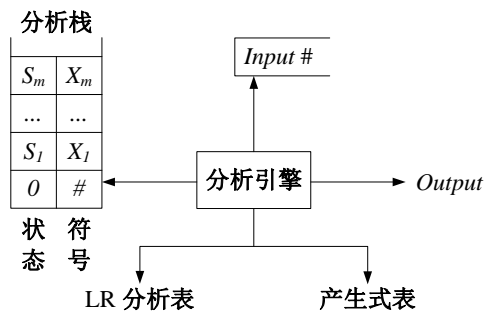 分析栈
Input #
Sm Xm
... ...
S1 X1
0 #
分析引擎
Output
状态
符号
LR 分析表
产生式表